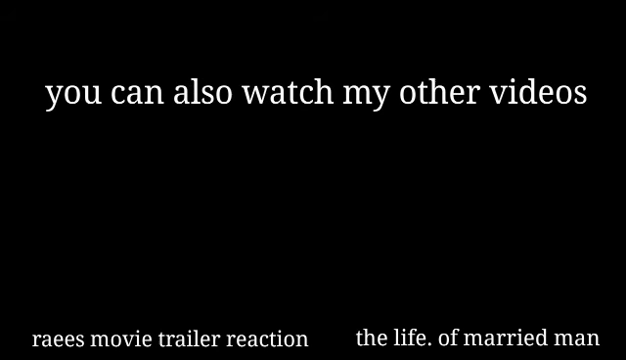 you can also watch my other videos
raees movie trailer reaction
the life. of married man